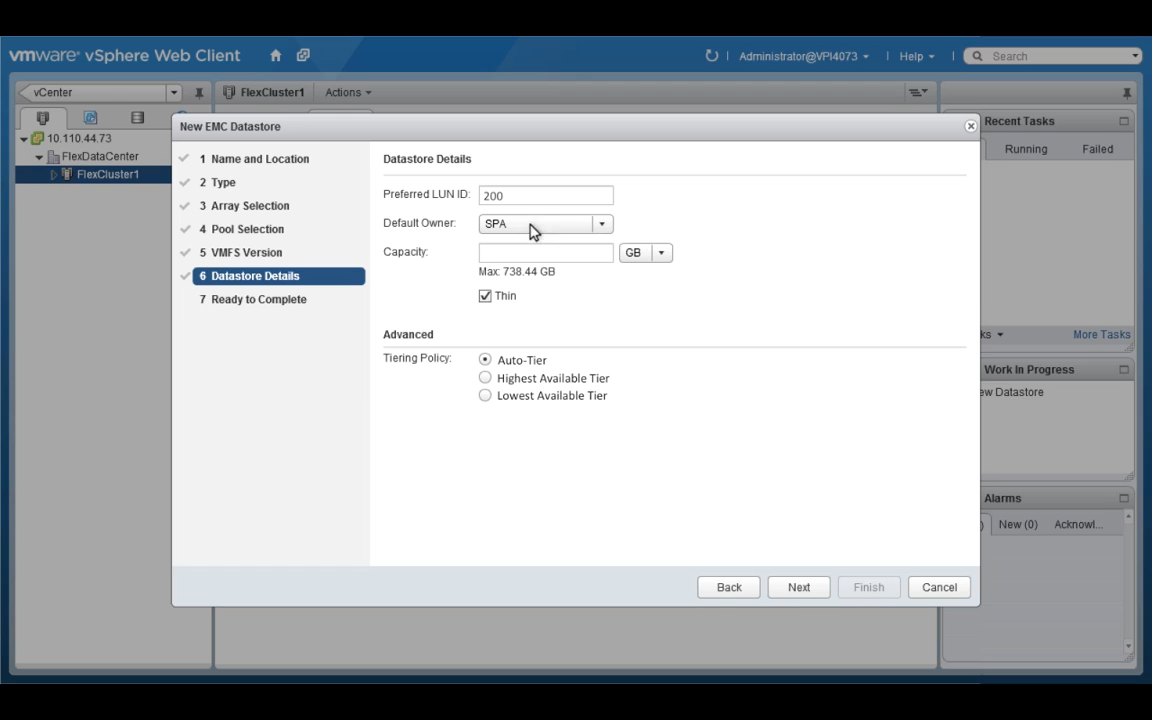 vmware® vSphere Web Client
Administrator@VPI4073
Help
Search
vCenter
FlexCluster1
Actions
10.110.44.73
FlexDataCenter
FlexCluster1
New EMC Datastore
1 Name and Location
2 Type
3 Array Selection
4 Pool Selection
5 VMFS Version
6 Datastore Details
7 Ready to Complete
Datastore Details
Preferred LUN ID: 200
Default Owner: SPA
Capacity: GB
Max: 738.44 GB
Thin
Advanced
Tiering Policy: Auto-Tier
Highest Available Tier
Lowest Available Tier
Back Next Finish Cancel
Recent Tasks
Running Failed
ks
More Tasks
Work In Progress
ew Datastore
Alarms
) New (0) Acknowl...